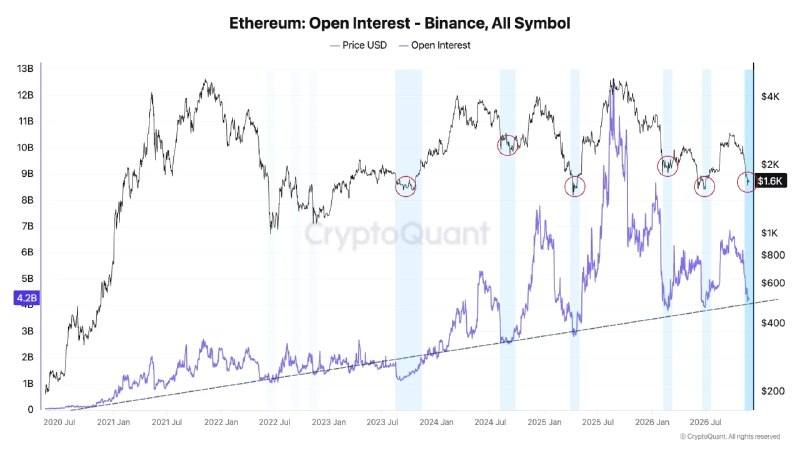 Ethereum: Open Interest - Binance, All Symbol
Price USD Open Interest
13B
12B
11B
10B
9B
8B
7B
6B
5B
4.2B
4B
3B
2B
1B
0
$4K
$2K
$1.6K
$1K
$800
$600
$400
$200
CryptoQuant
2020 Jul 2021 Jan 2021 Jul 2022 Jan 2022 Jul 2023 Jan 2023 Jul 2024 Jan 2024 Jul 2025 Jan 2025 Jul 2026 Jan 2026 Jul
© CryptoQuant. All rights reserved